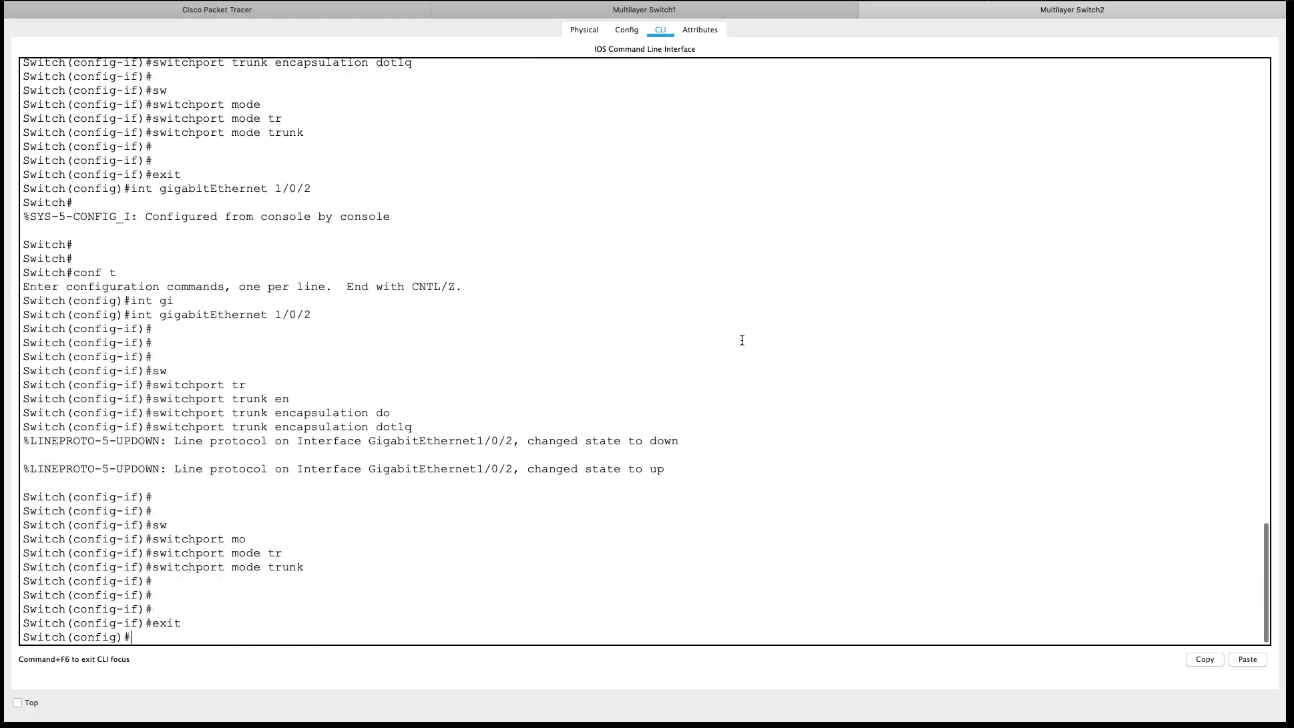 Cisco Packet Tracer
Multilayer Switch1
Multilayer Switch2
Physical Config CLI Attributes
IOS Command Line Interface
Switch(config-if)#switchport trunk encapsulation dot1q
Switch(config-if)#
Switch(config-if)#sw
Switch(config-if)#switchport mode
Switch(config-if)#switchport mode tr
Switch(config-if)#switchport mode trunk
Switch(config-if)#
Switch(config-if)#
Switch(config-if)#exit
Switch(config)#int gigabitEthernet 1/0/2
Switch#
%SYS-5-CONFIG_I: Configured from console by console
Switch#
Switch#
Switch#conf t
Enter configuration commands, one per line.  End with CNTL/Z.
Switch(config)#int gi
Switch(config)#int gigabitEthernet 1/0/2
Switch(config-if)#
Switch(config-if)#
Switch(config-if)#
Switch(config-if)#sw
Switch(config-if)#switchport tr
Switch(config-if)#switchport trunk en
Switch(config-if)#switchport trunk encapsulation do
Switch(config-if)#switchport trunk encapsulation dot1q
%LINEPROTO-5-UPDOWN: Line protocol on Interface GigabitEthernet1/0/2, changed state to down
%LINEPROTO-5-UPDOWN: Line protocol on Interface GigabitEthernet1/0/2, changed state to up
Switch(config-if)#
Switch(config-if)#
Switch(config-if)#sw
Switch(config-if)#switchport mo
Switch(config-if)#switchport mode tr
Switch(config-if)#switchport mode trunk
Switch(config-if)#
Switch(config-if)#
Switch(config-if)#
Switch(config-if)#exit
Switch(config)#
Command+F6 to exit CLI focus
Copy
Paste
Top